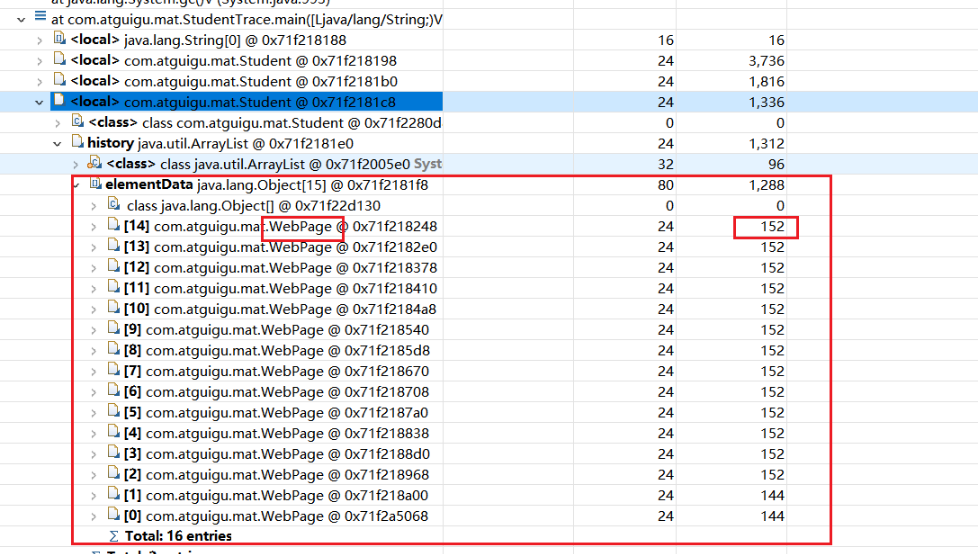 at com.atguigu.mat.StudentTrace.main([Ljava/lang/String;)V
<local> java.lang.String[0] @ 0x71f218188 16 16
<local> com.atguigu.mat.Student @ 0x71f218198 24 3,736
<local> com.atguigu.mat.Student @ 0x71f2181b0 24 1,816
<local> com.atguigu.mat.Student @ 0x71f2181c8 24 1,336
<class> class com.atguigu.mat.Student @ 0x71f2280d 0 0
history java.util.ArrayList @ 0x71f2181e0 24 1,312
<class> class java.util.ArrayList @ 0x71f2005e0 Syst 32 96
elementData java.lang.Object[15] @ 0x71f2181f8 80 1,288
class java.lang.Object[] @ 0x71f22d130 0 0
[14] com.atguigu.mat.WebPage @ 0x71f218248 24 152
[13] com.atguigu.mat.WebPage @ 0x71f2182e0 24 152
[12] com.atguigu.mat.WebPage @ 0x71f218378 24 152
[11] com.atguigu.mat.WebPage @ 0x71f218410 24 152
[10] com.atguigu.mat.WebPage @ 0x71f2184a8 24 152
[9] com.atguigu.mat.WebPage @ 0x71f218540 24 152
[8] com.atguigu.mat.WebPage @ 0x71f2185d8 24 152
[7] com.atguigu.mat.WebPage @ 0x71f218670 24 152
[6] com.atguigu.mat.WebPage @ 0x71f218708 24 152
[5] com.atguigu.mat.WebPage @ 0x71f2187a0 24 152
[4] com.atguigu.mat.WebPage @ 0x71f218838 24 152
[3] com.atguigu.mat.WebPage @ 0x71f2188d0 24 152
[2] com.atguigu.mat.WebPage @ 0x71f218968 24 152
[1] com.atguigu.mat.WebPage @ 0x71f218a00 24 144
[0] com.atguigu.mat.WebPage @ 0x71f2a5068 24 144
Σ Total: 16 entries